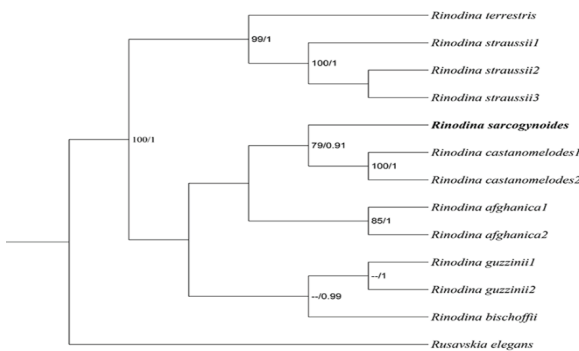 Rinodina terrestris
99/1
Rinodina straussii1
100/1
Rinodina straussii2
Rinodina straussii3
Rinodina sarcogynoides
100/1
79/0.91
Rinodina castanomelodes1
100/1
Rinodina castanomelodes2
Rinodina afghanica1
85/1
Rinodina afghanica2
Rinodina guzzinii1
--/1
Rinodina guzzinii2
--/0.99
Rinodina bischoffii
Rusavskia elegans